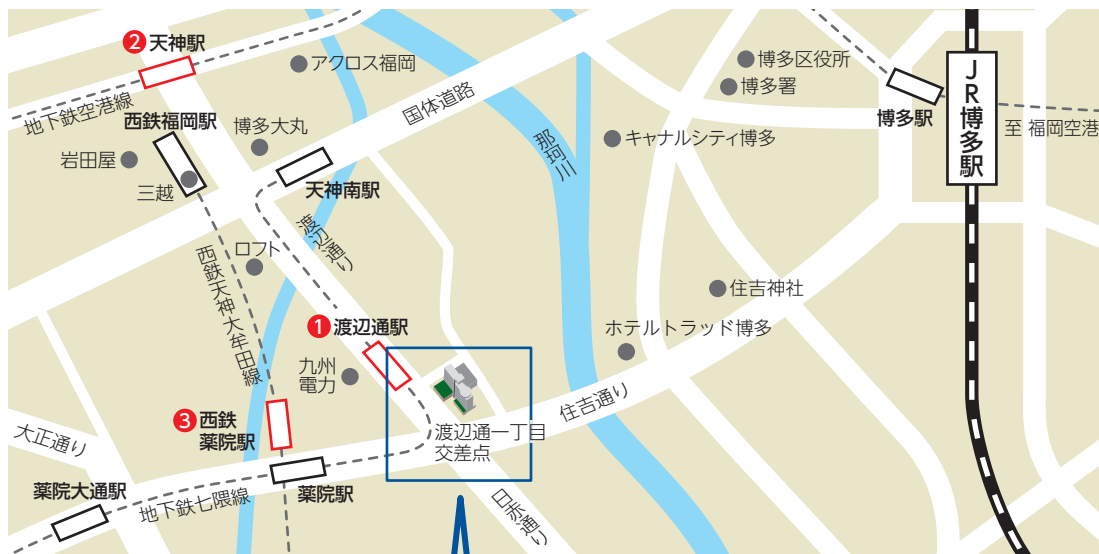 2 天神駅
アクロス福岡
地下鉄空港線
西鉄福岡駅
博多大丸
岩田屋
三越
国体道路
天神南駅
渡辺通り
ロフト
西鉄天神大牟田線
那珂川
博多区役所
博多署
キャナルシティ博多
博多駅
JR博多駅
至 福岡空港
住吉神社
ホテルトラッド博多
1 渡辺通駅
九州
電力
3 西鉄
薬院駅
大正通り
薬院大通駅
地下鉄七隈線
薬院駅
渡辺通一丁目
交差点
住吉通り
日赤通り